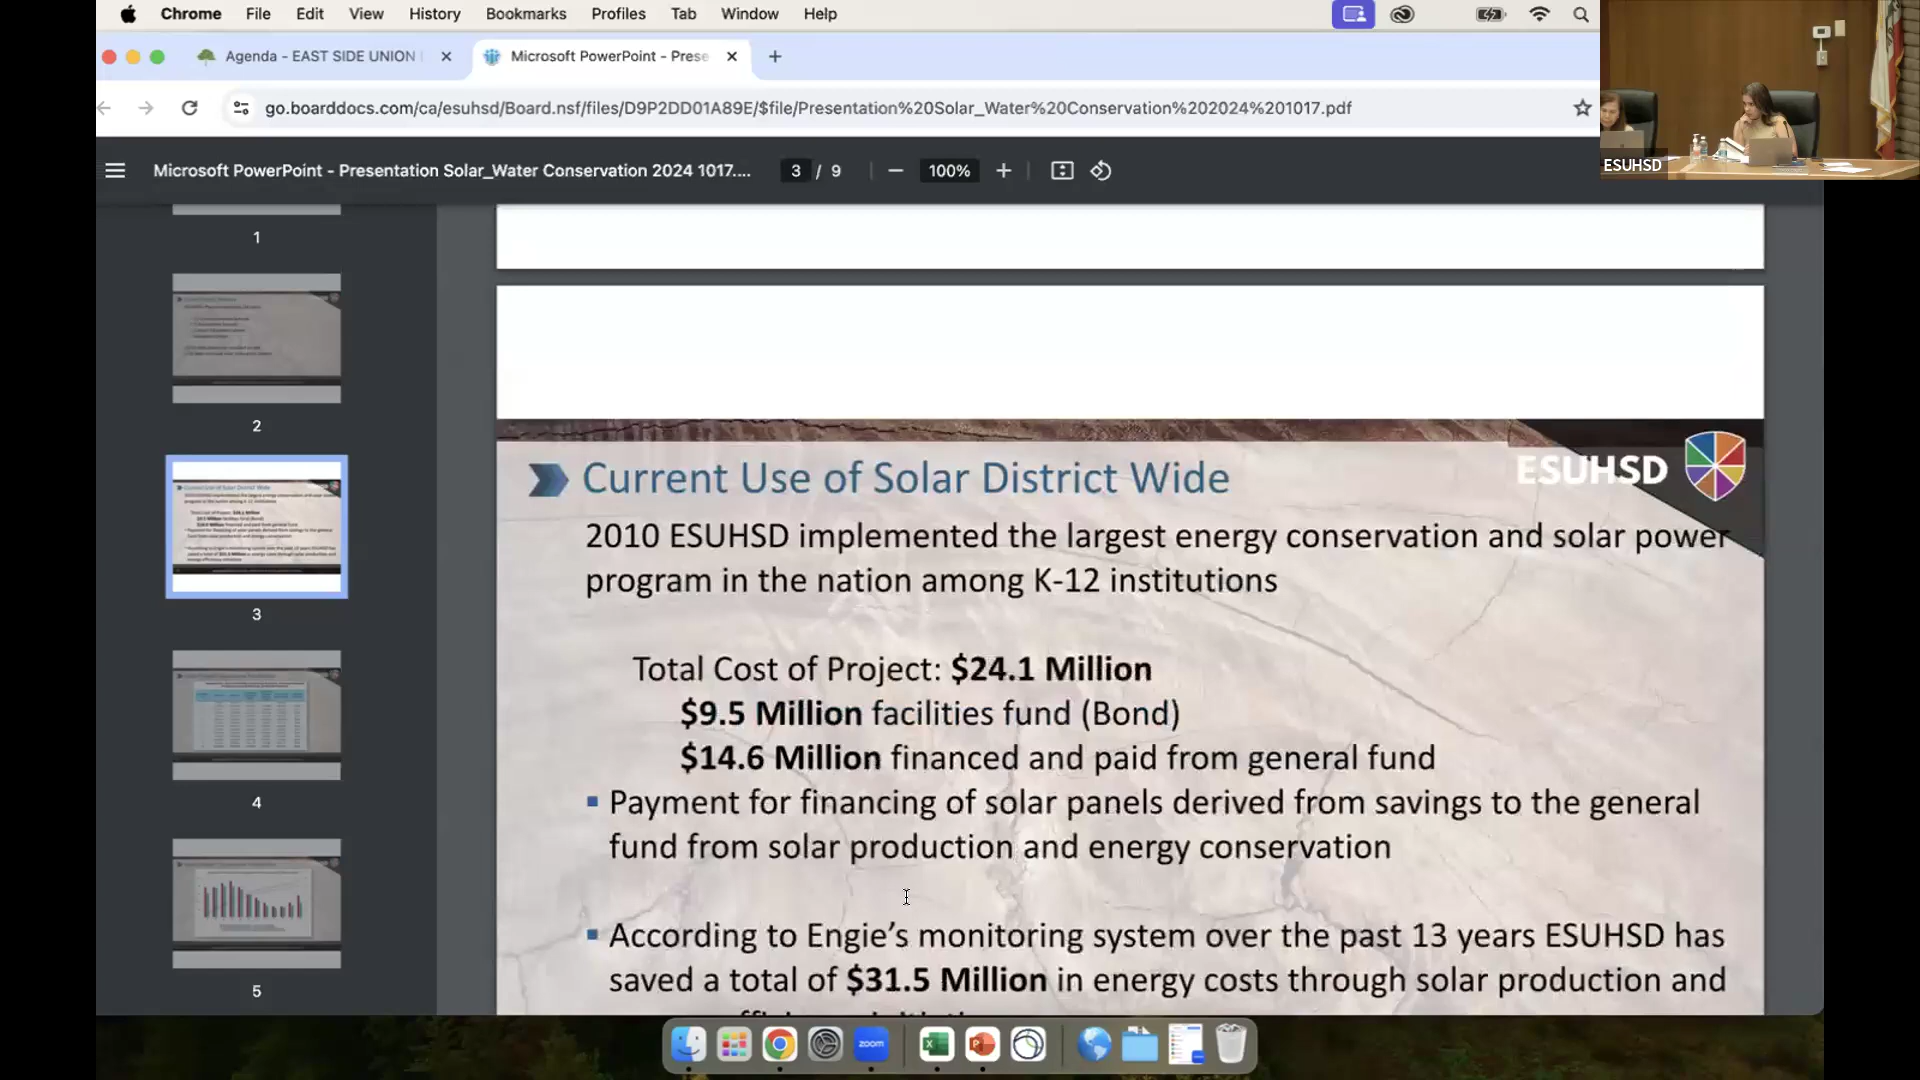 Chrome File Edit View History Bookmarks Profiles Tab Window Help
Agenda - EAST SIDE UNION
Microsoft PowerPoint - Prese
go.boarddocs.com/ca/esuhsd/Board.nsf/files/D9P2DD01A89E/$file/Presentation%20Solar_Water%20Conservation%202024%201017.pdf
ESUHSD
Microsoft PowerPoint - Presentation Solar_Water Conservation 2024 1017....
3 / 9
100%
1
2
3
4
5
Current Use of Solar District Wide
ESUHSD
2010 ESUHSD implemented the largest energy conservation and solar power
program in the nation among K-12 institutions
Total Cost of Project: $24.1 Million
$9.5 Million facilities fund (Bond)
$14.6 Million financed and paid from general fund
▪ Payment for financing of solar panels derived from savings to the general
fund from solar production and energy conservation
▪ According to Engie’s monitoring system over the past 13 years ESUHSD has
saved a total of $31.5 Million in energy costs through solar production and
zoom